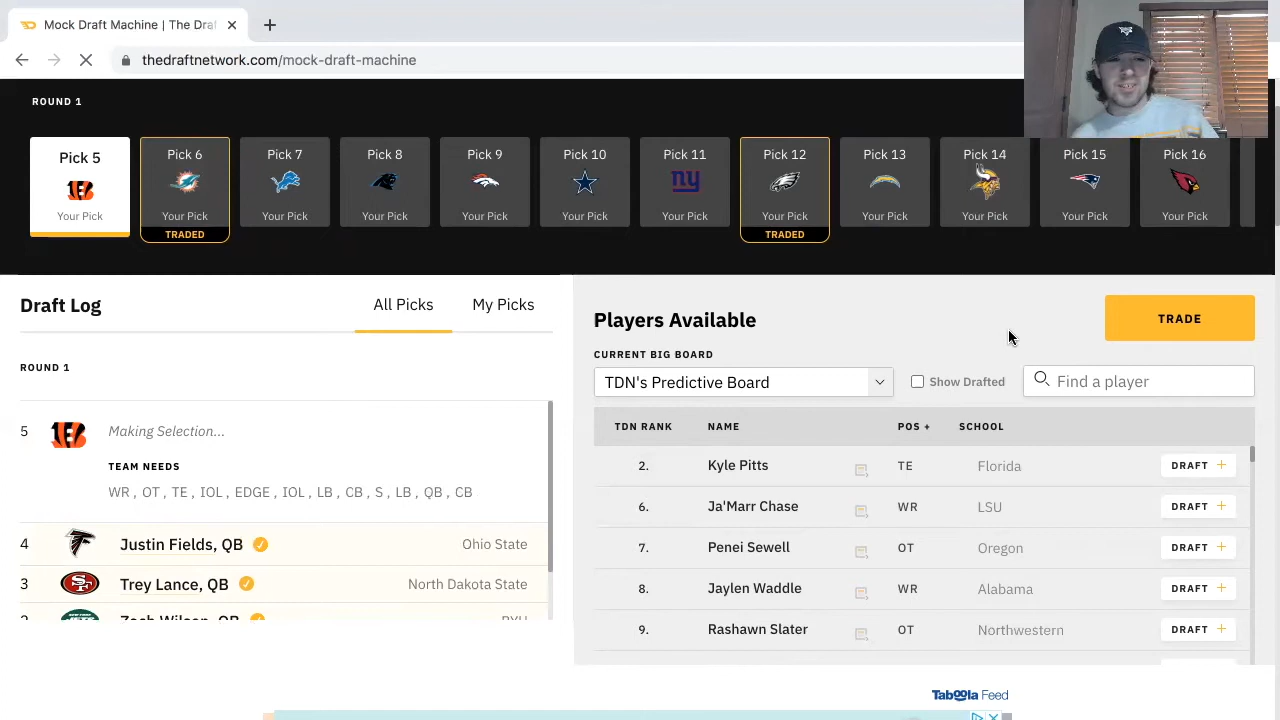 Mock Draft Machine | The Draf
thedraftnetwork.com/mock-draft-machine
ROUND 1
Pick 5
Your Pick
Pick 6
Your Pick
TRADED
Pick 7
Your Pick
Pick 8
Your Pick
Pick 9
Your Pick
Pick 10
Your Pick
Pick 11
ny
Your Pick
Pick 12
Your Pick
TRADED
Pick 13
Your Pick
Pick 14
Your Pick
Pick 15
Your Pick
Pick 16
Your Pick
Draft Log
All Picks
My Picks
ROUND 1
5
Making Selection...
TEAM NEEDS
WR , OT , TE , IOL , EDGE , IOL , LB , CB , S , LB , QB , CB
4 Justin Fields, QB Ohio State
3 Trey Lance, QB North Dakota State
Players Available
TRADE
CURRENT BIG BOARD
TDN's Predictive Board
Show Drafted
Find a player
TDN RANK NAME POS + SCHOOL
2. Kyle Pitts TE Florida DRAFT +
6. Ja'Marr Chase WR LSU DRAFT +
7. Penei Sewell OT Oregon DRAFT +
8. Jaylen Waddle WR Alabama DRAFT +
9. Rashawn Slater OT Northwestern DRAFT +
Taboola Feed